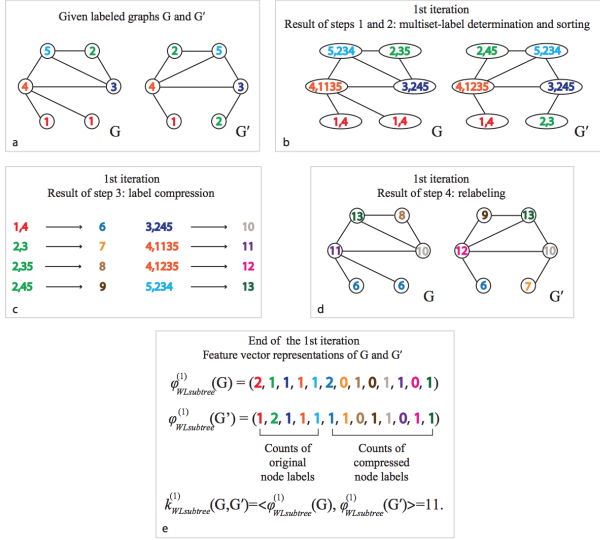 Given labeled graphs G and G′
5
2
4
3
1
1
G
2
5
4
3
1
2
G′
a
1st iteration
Result of steps 1 and 2: multiset-label determination and sorting
5,234
2,35
4,1135
3,245
1,4
1,4
G
2,45
5,234
4,1235
3,245
1,4
2,3
G′
b
1st iteration
Result of step 3: label compression
1,4 → 6
3,245 → 10
2,3 → 7
4,1135 → 11
2,35 → 8
4,1235 → 12
2,45 → 9
5,234 → 13
c
1st iteration
Result of step 4: relabeling
13
8
11
10
6
6
G
9
13
12
10
6
7
G′
d
End of the 1st iteration
Feature vector representations of G and G′
φ(1)WLsubtree(G) = (2, 1, 1, 1, 1, 2, 0, 1, 0, 1, 1, 0, 1)
φ(1)WLsubtree(G’) = (1, 2, 1, 1, 1, 1, 1, 0, 1, 1, 0, 1, 1)
Counts of
original
node labels
Counts of
compressed
node labels
k(1)WLsubtree(G,G′)=<φ(1)WLsubtree(G), φ(1)WLsubtree(G′)>=11.
e